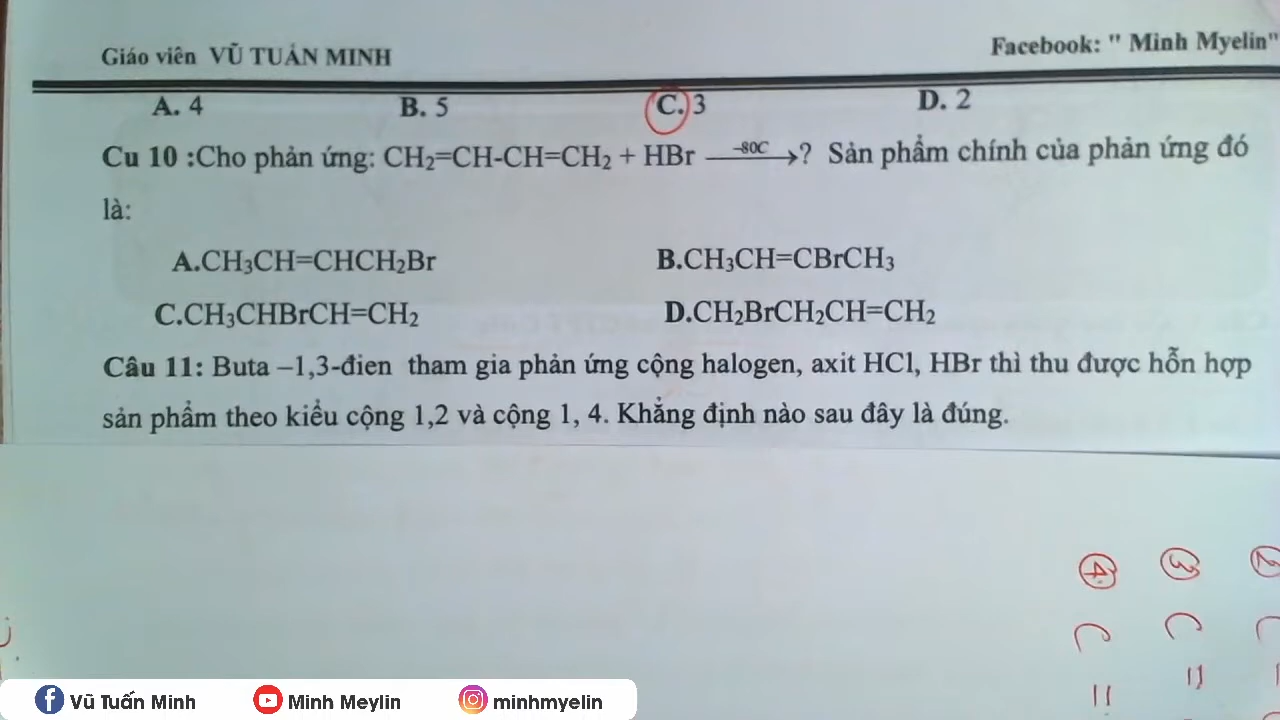 Giáo viên VŨ TUẤN MINH Facebook: " Minh Myelin"
A. 4 B. 5 C. 3 D. 2
Cu 10 :Cho phản ứng: CH₂=CH-CH=CH₂ + HBr –80C→? Sản phẩm chính của phản ứng đó
là:
A.CH₃CH=CHCH₂Br B.CH₃CH=CBrCH₃
C.CH₃CHBrCH=CH₂ D.CH₂BrCH₂CH=CH₂
Câu 11: Buta –1,3-đien tham gia phản ứng cộng halogen, axit HCl, HBr thì thu được hỗn hợp
sản phẩm theo kiểu cộng 1,2 và cộng 1, 4. Khẳng định nào sau đây là đúng.
④ C =
③ C =
② C
Vũ Tuấn Minh Minh Meylin minhmyelin